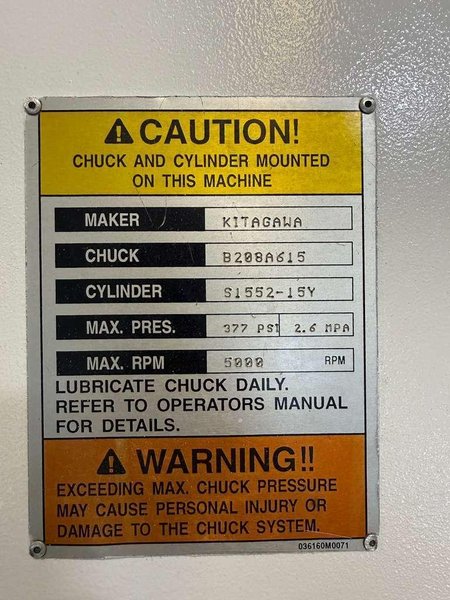 ⚠ CAUTION!
CHUCK AND CYLINDER MOUNTED
ON THIS MACHINE
MAKER KITAGAWA
CHUCK B208A615
CYLINDER S1552-15Y
MAX. PRES. 377 PSI 2.6 MPA
MAX. RPM 5000 RPM
LUBRICATE CHUCK DAILY.
REFER TO OPERATORS MANUAL
FOR DETAILS.
⚠ WARNING!!
EXCEEDING MAX. CHUCK PRESSURE
MAY CAUSE PERSONAL INJURY OR
DAMAGE TO THE CHUCK SYSTEM.
036160M0071